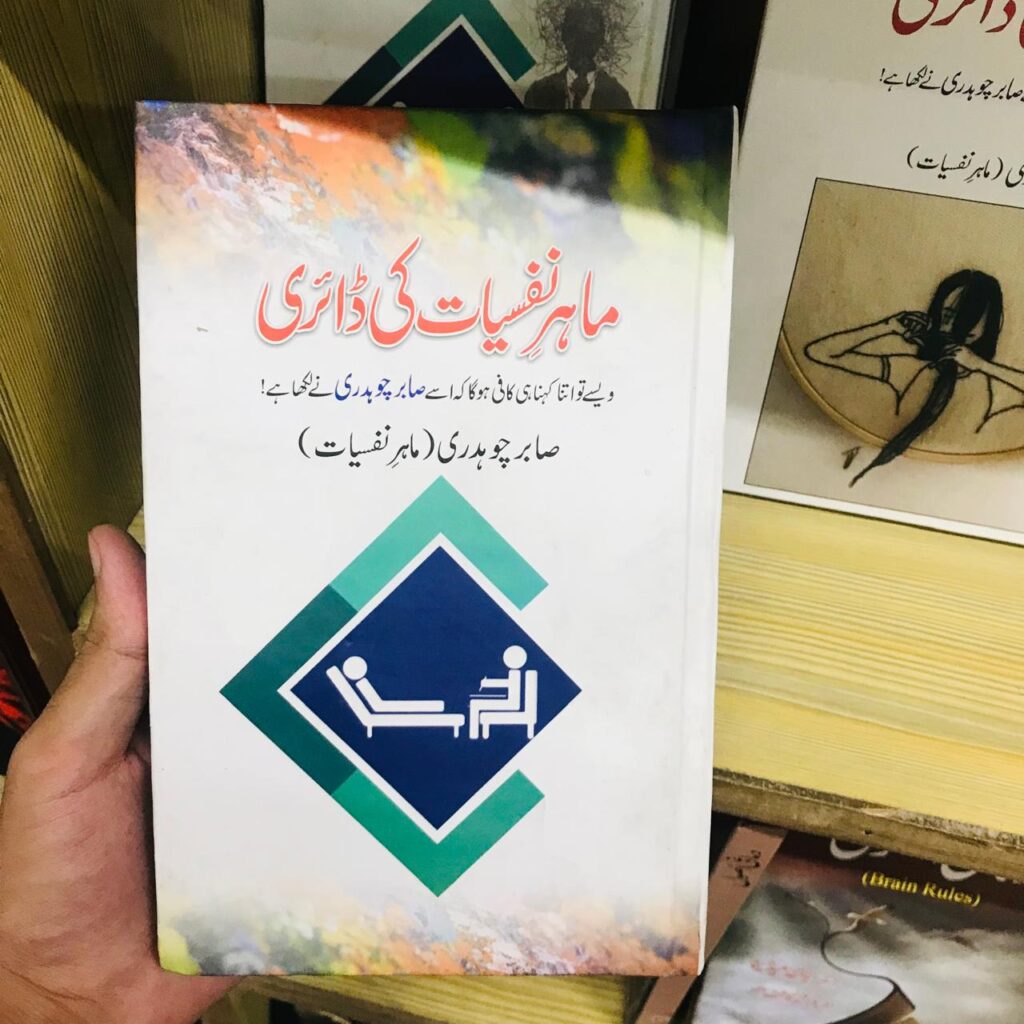 ماہرِ نفسیات کی ڈائری
ویسے تو اتنا کہنا ہی کافی ہوگا کہ اسے صابر چوہدری نے لکھا ہے!
صابر چوہدری (ماہرِ نفسیات)
ڈائری
صابر چوہدری نے لکھا ہے!
(ماہرِ نفسیات)
(Brain Rules)